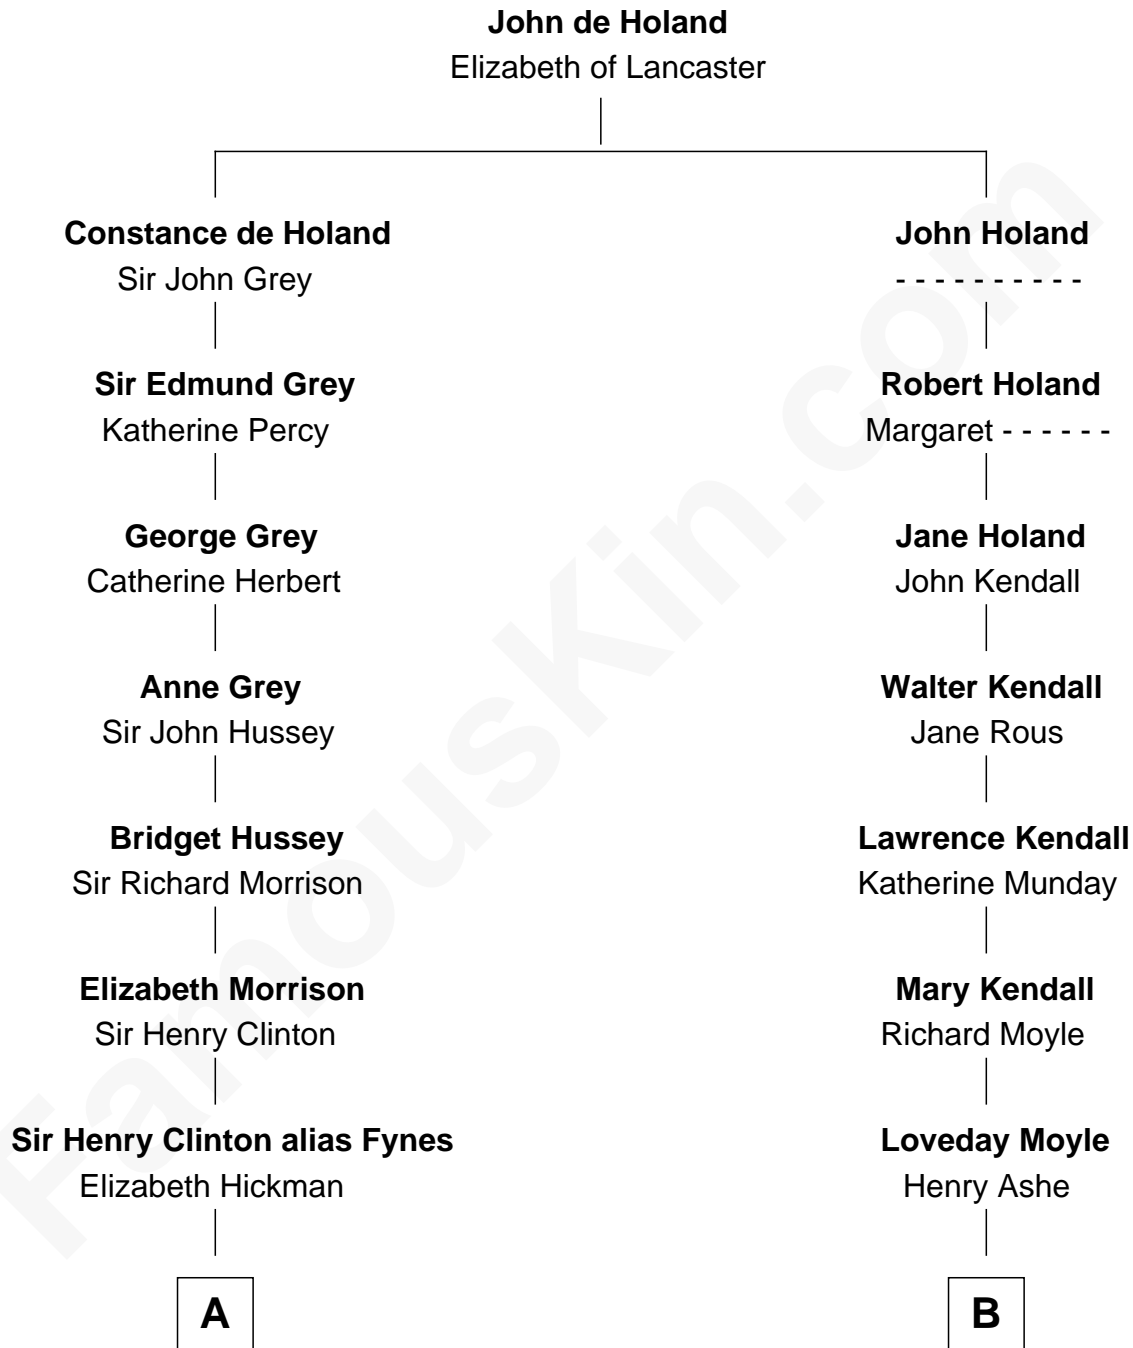 John de Holand
Elizabeth of Lancaster
Constance de Holand
Sir John Grey
Sir Edmund Grey
Katherine Percy
George Grey
Catherine Herbert
Anne Grey
Sir John Hussey
Bridget Hussey
Sir Richard Morrison
Elizabeth Morrison
Sir Henry Clinton
Sir Henry Clinton alias Fynes
Elizabeth Hickman
A
John Holand
- - - - - - - - - -
Robert Holand
Margaret - - - - - -
Jane Holand
John Kendall
Walter Kendall
Jane Rous
Lawrence Kendall
Katherine Munday
Mary Kendall
Richard Moyle
Loveday Moyle
Henry Ashe
B
FamousKin.com